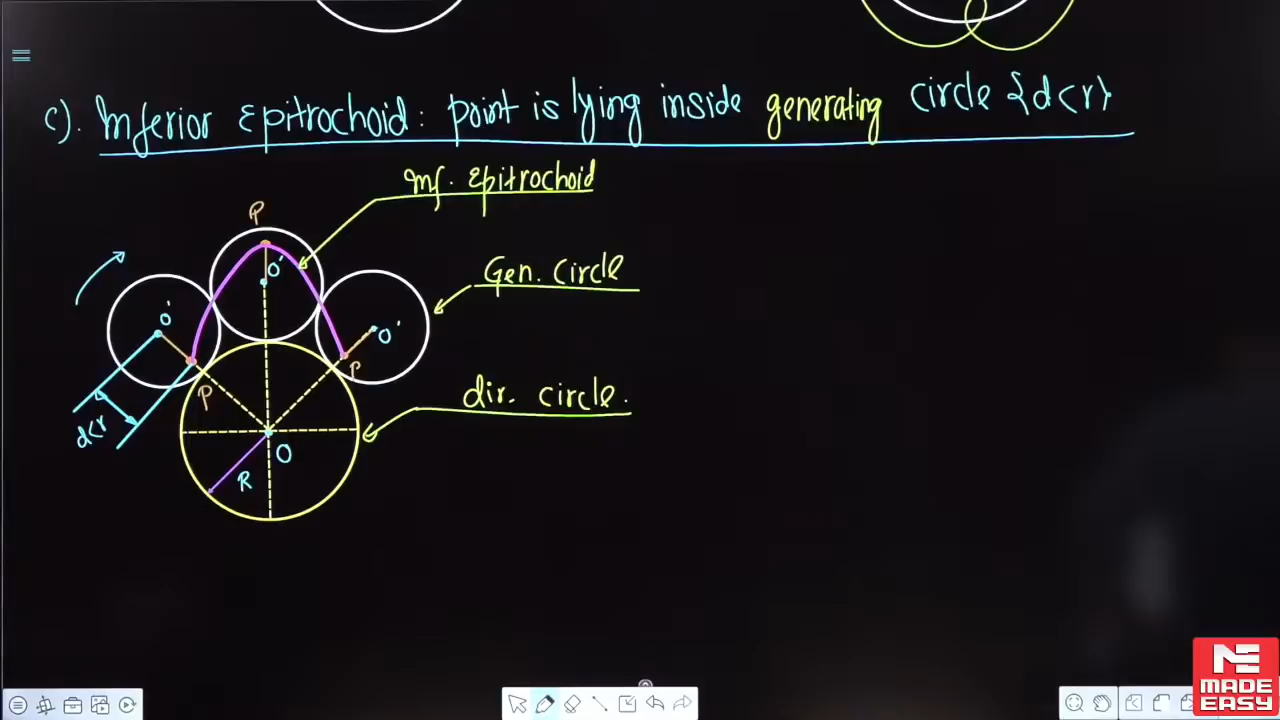 c). Inferior Epitrochoid: point is lying inside generating circle {d<r}
Inf. Epitrochoid
P
O'
Gen. Circle
O'
O'
P
P
d<r
dir. circle.
O
R
MADE
EASY